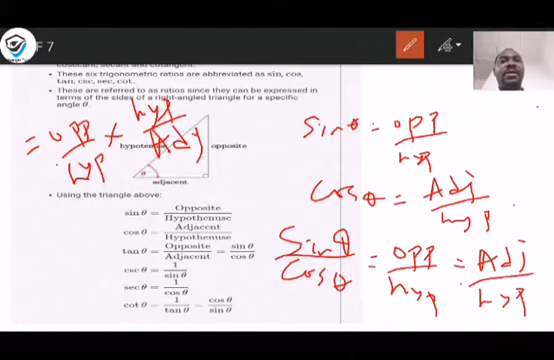 F 7
cosecant, secant and cotangent.
• These six trigonometric ratios are abbreviated as sin, cos,
tan, csc, sec, cot.
• These are referred to as ratios since they can be expressed in
terms of the sides of a right-angled triangle for a specific
angle θ.
= opp/hyp × hyp/Adj
hypotenuse
opposite
θ
adjacent
• Using the triangle above:
sin θ = Opposite/Hypothenuse
cos θ = Adjacent/Hypothenuse
tan θ = Opposite/Adjacent = sin θ/cos θ
csc θ = 1/sin θ
sec θ = 1/cos θ
cot θ = 1/tan θ = cos θ/sin θ
Sinθ = opp/hyp
Cosθ = Adj/hyp
Sinθ/Cosθ = opp/hyp = Adj/hyp